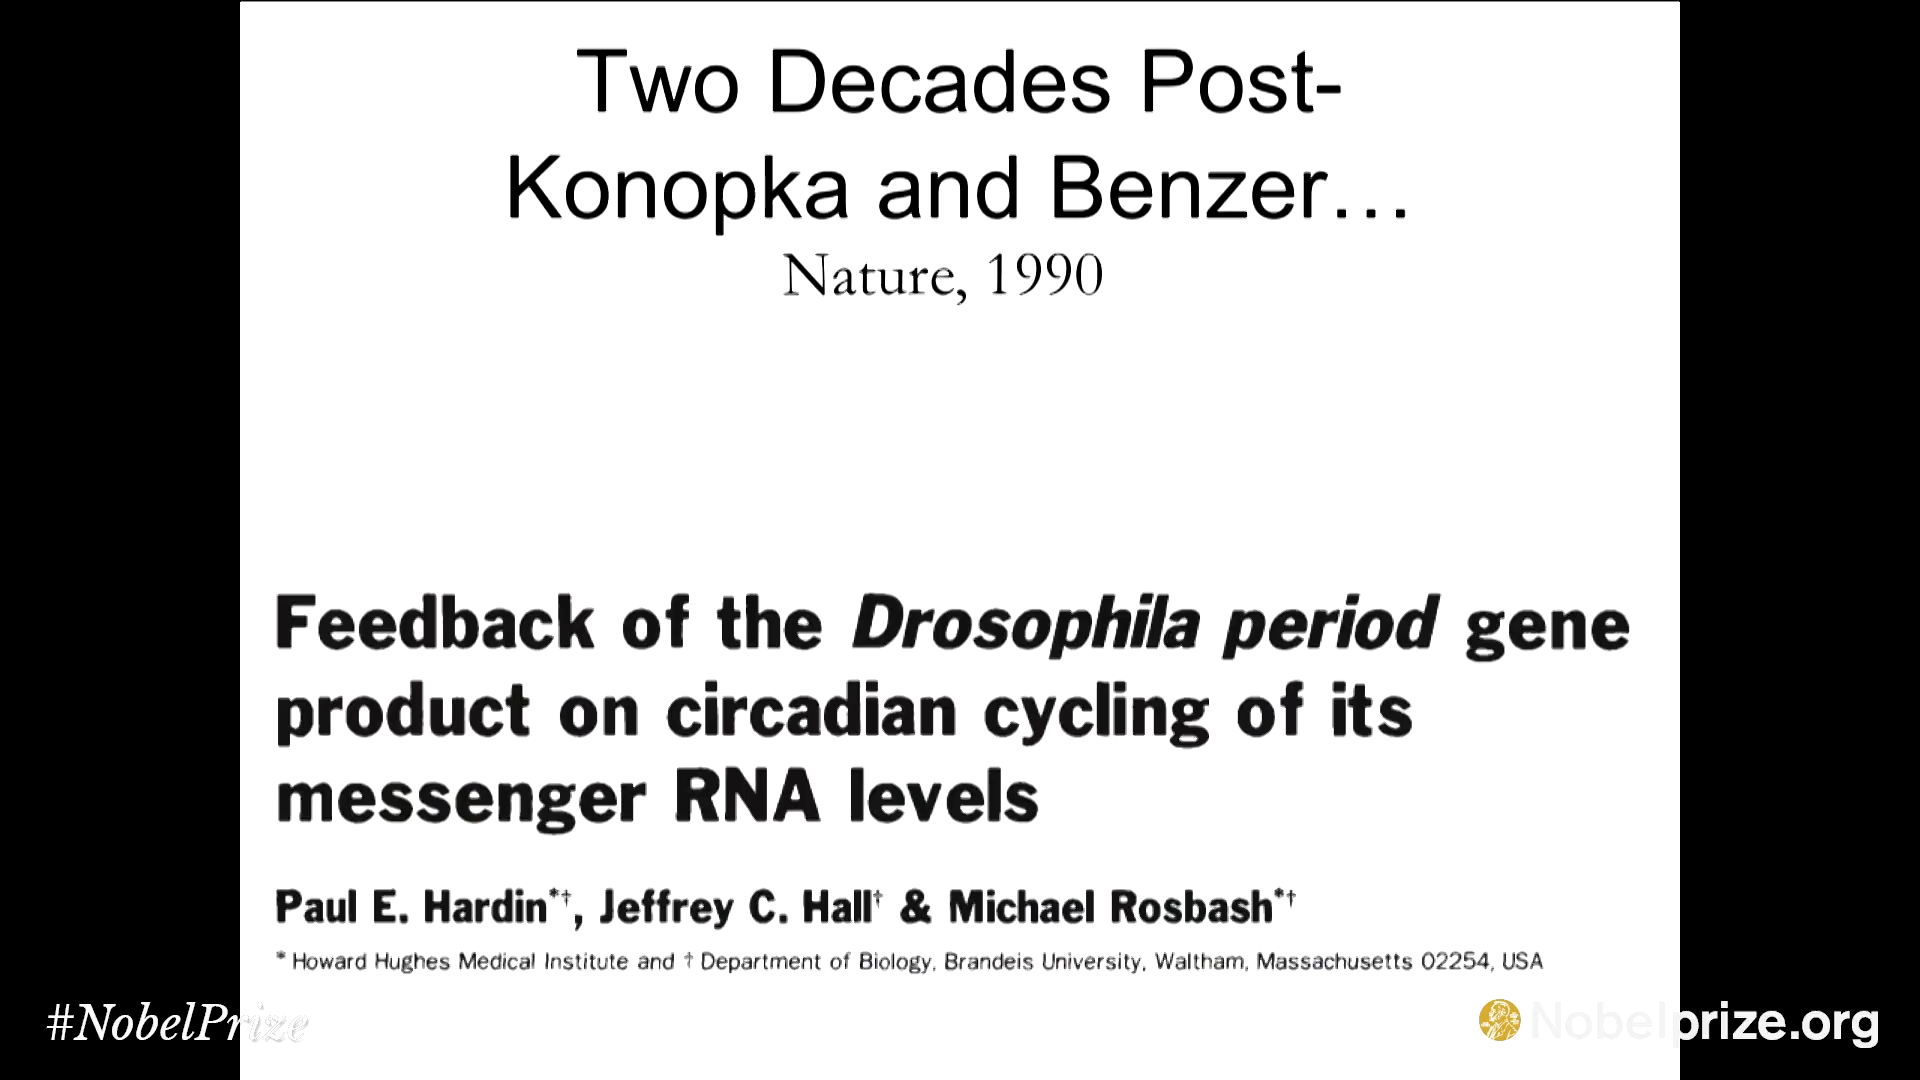 Two Decades Post-
Konopka and Benzer…
Nature, 1990
Feedback of the Drosophila period gene
product on circadian cycling of its
messenger RNA levels
Paul E. Hardin*†, Jeffrey C. Hall† & Michael Rosbash*†
* Howard Hughes Medical Institute and † Department of Biology, Brandeis University, Waltham, Massachusetts 02254, USA
#NobelPrize
Nobelprize.org